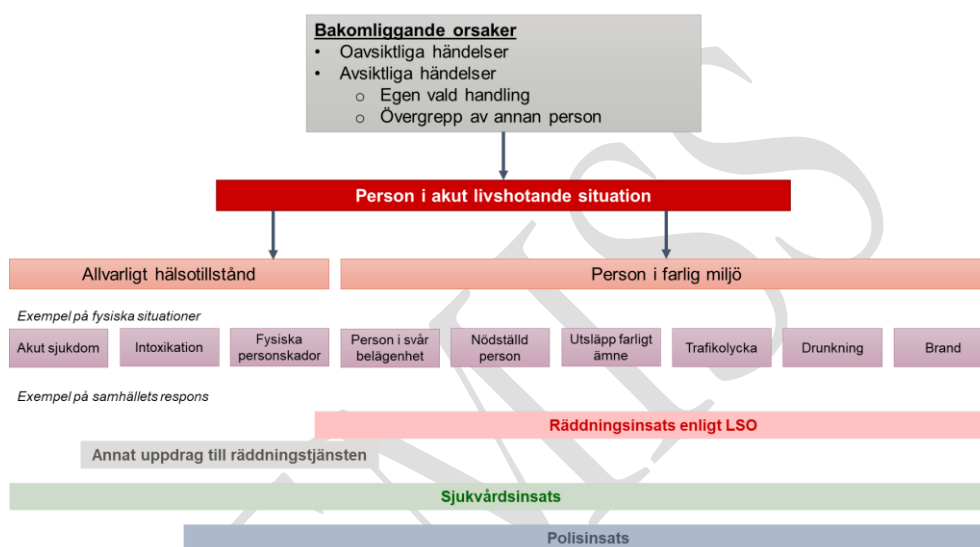 Bakomliggande orsaker
• Oavsiktliga händelser
• Avsiktliga händelser
o Egen vald handling
o Övergrepp av annan person
Person i akut livshotande situation
Allvarligt hälsotillstånd
Person i farlig miljö
Exempel på fysiska situationer
Akut sjukdom
Intoxikation
Fysiska
personskador
Person i svår
belägenhet
Nödställd
person
Utsläpp farligt
ämne
Trafikolycka
Drunkning
Brand
Exempel på samhällets respons
Räddningsinsats enligt LSO
Annat uppdrag till räddningstjänsten
Sjukvårdsinsats
Polisinsats